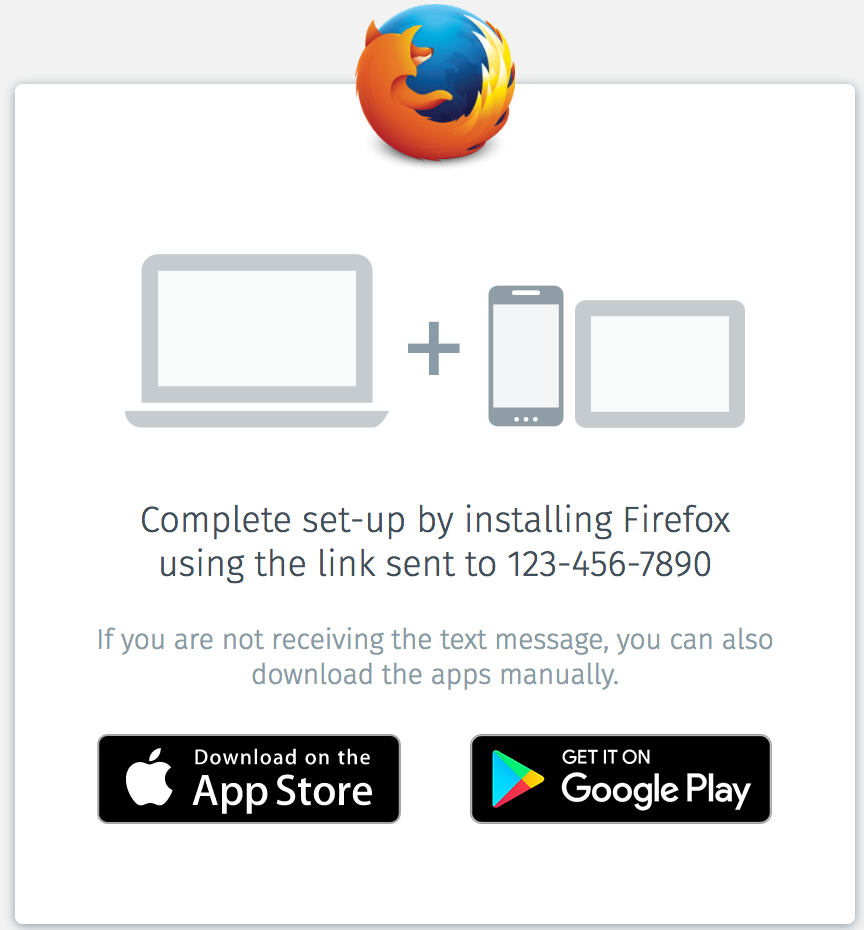 Complete set-up by installing Firefox
using the link sent to 123-456-7890
If you are not receiving the text message, you can also
download the apps manually.
Download on the
App Store
GET IT ON
Google Play